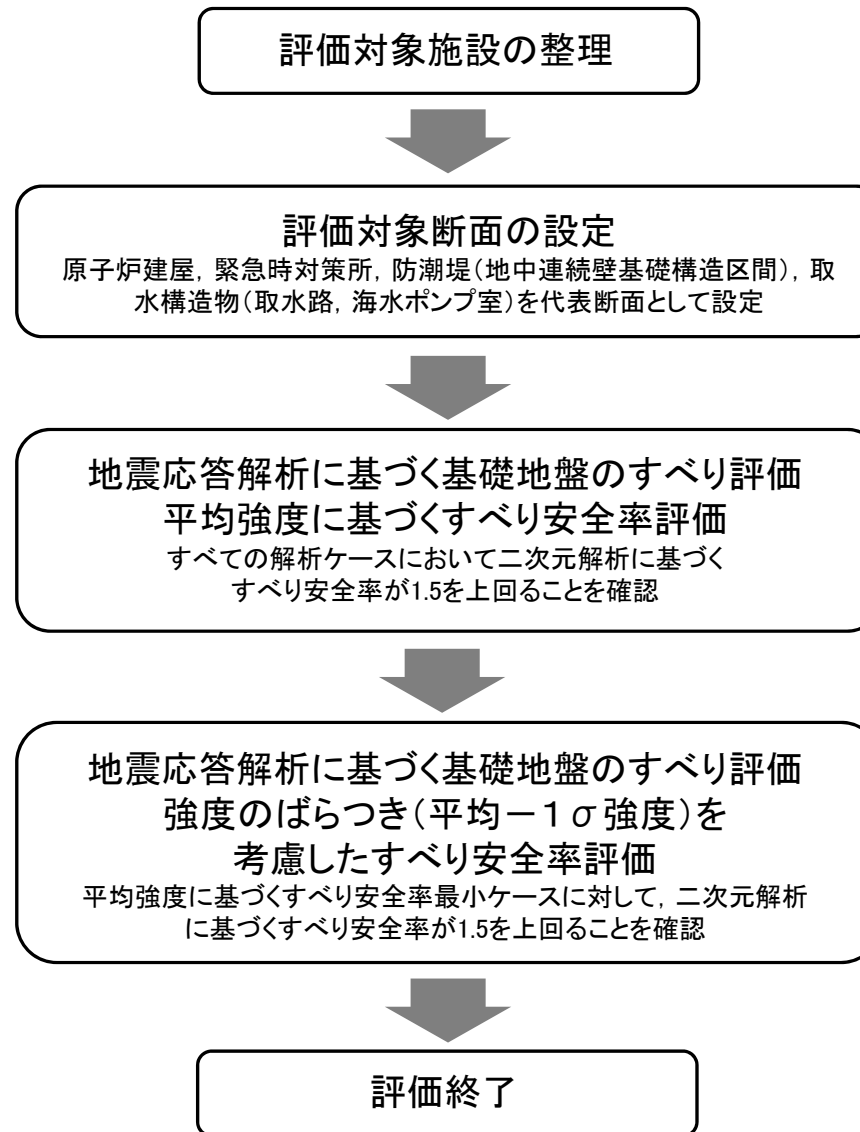 評価対象施設の整理
評価対象断面の設定
原子炉建屋，緊急時対策所，防潮堤（地中連続壁基礎構造区間），取
水構造物（取水路，海水ポンプ室）を代表断面として設定
地震応答解析に基づく基礎地盤のすべり評価
平均強度に基づくすべり安全率評価
すべての解析ケースにおいて二次元解析に基づく
すべり安全率が1.5を上回ることを確認
地震応答解析に基づく基礎地盤のすべり評価
強度のばらつき（平均－１σ強度）を
考慮したすべり安全率評価
平均強度に基づくすべり安全率最小ケースに対して，二次元解析
に基づくすべり安全率が1.5を上回ることを確認
評価終了